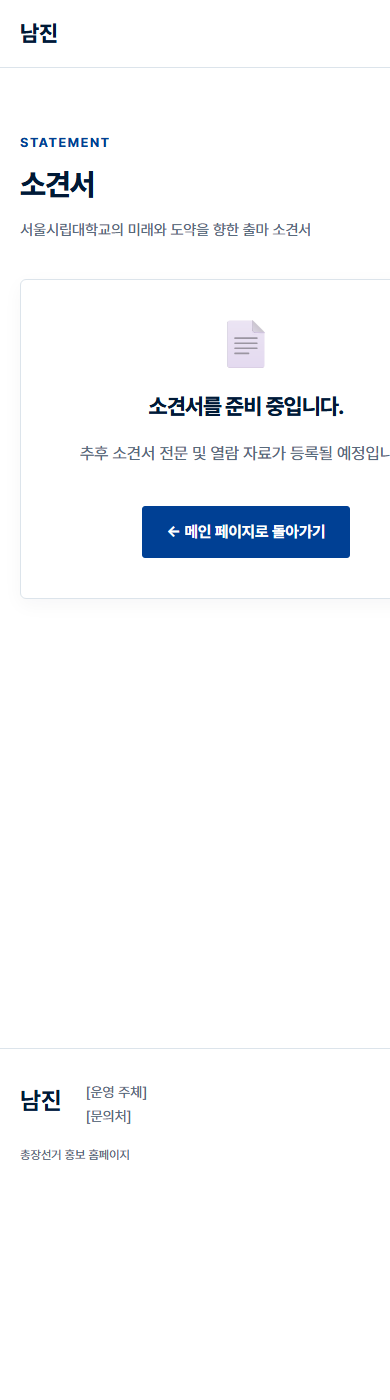 남진
STATEMENT
소견서
서울시립대학교의 미래와 도약을 향한 출마 소견서
소견서를 준비 중입니다.
추후 소견서 전문 및 열람 자료가 등록될
← 메인 페이지로 돌아가기
남진
[운영 주체]
[문의처]
총장선거 홍보 홈페이지